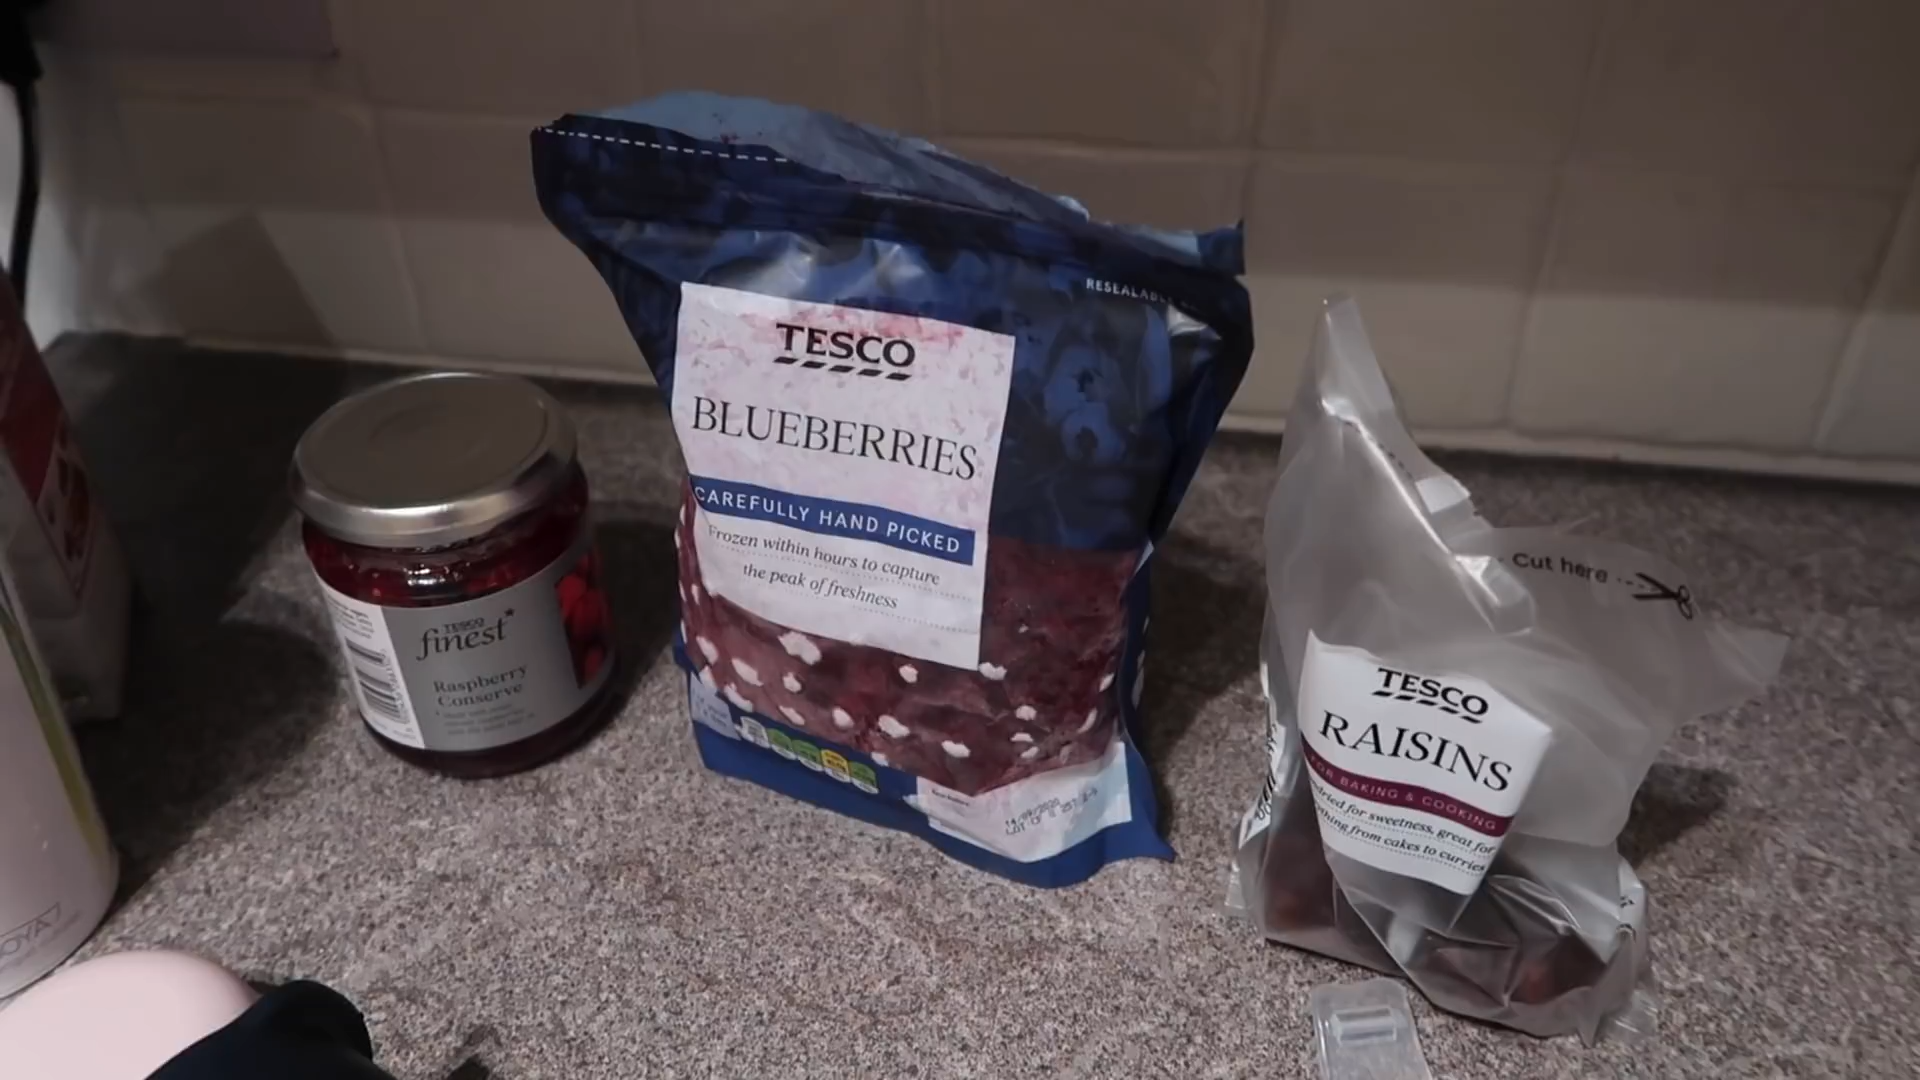 TESCO
finest
Raspberry
Conserve
RESEALABLE
TESCO
BLUEBERRIES
CAREFULLY HAND PICKED
Frozen within hours to capture
the peak of freshness
Cut here
TESCO
RAISINS
FOR BAKING & COOKING
dried for sweetness, great for
from cakes to curries